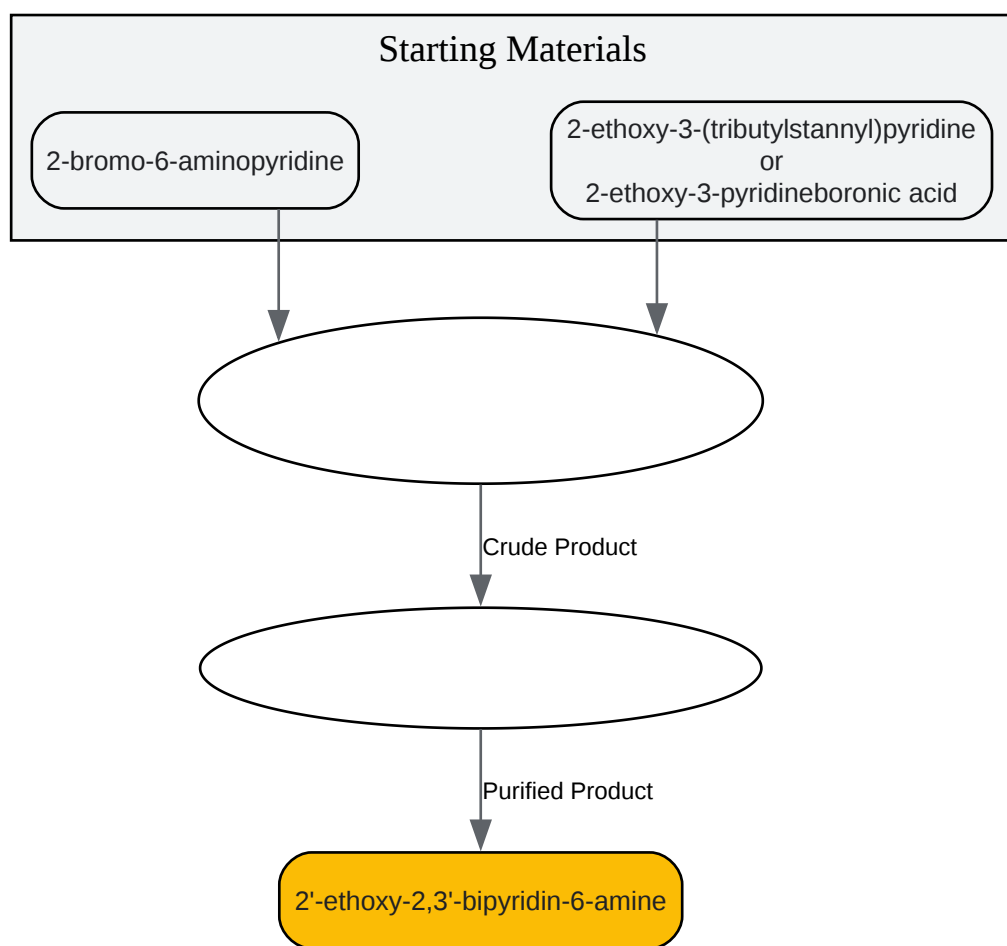 Starting Materials
2-bromo-6-aminopyridine
2-ethoxy-3-(tributylstannyl)pyridine
or
2-ethoxy-3-pyridineboronic acid
Crude Product
Purified Product
2'-ethoxy-2,3'-bipyridin-6-amine